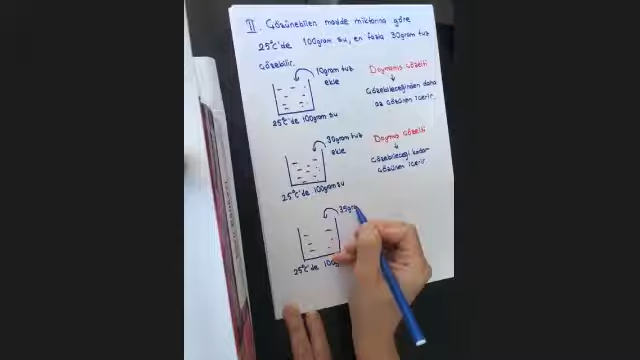 II. Çözünebilen madde miktarına göre
25°C'de 100gram su, en fazla 30gram tuz
çözebilir.
10gram tuz
ekle
25°C'de 100gram su
Doymamış çözelti
Çözebileceğinden daha
az çözünen içerir.
30gram tuz
ekle
25°C'de 100gram su
Doymuş çözelti
Çözebileceği kadar
çözünen içerir.
35gra
25°C'de 100g